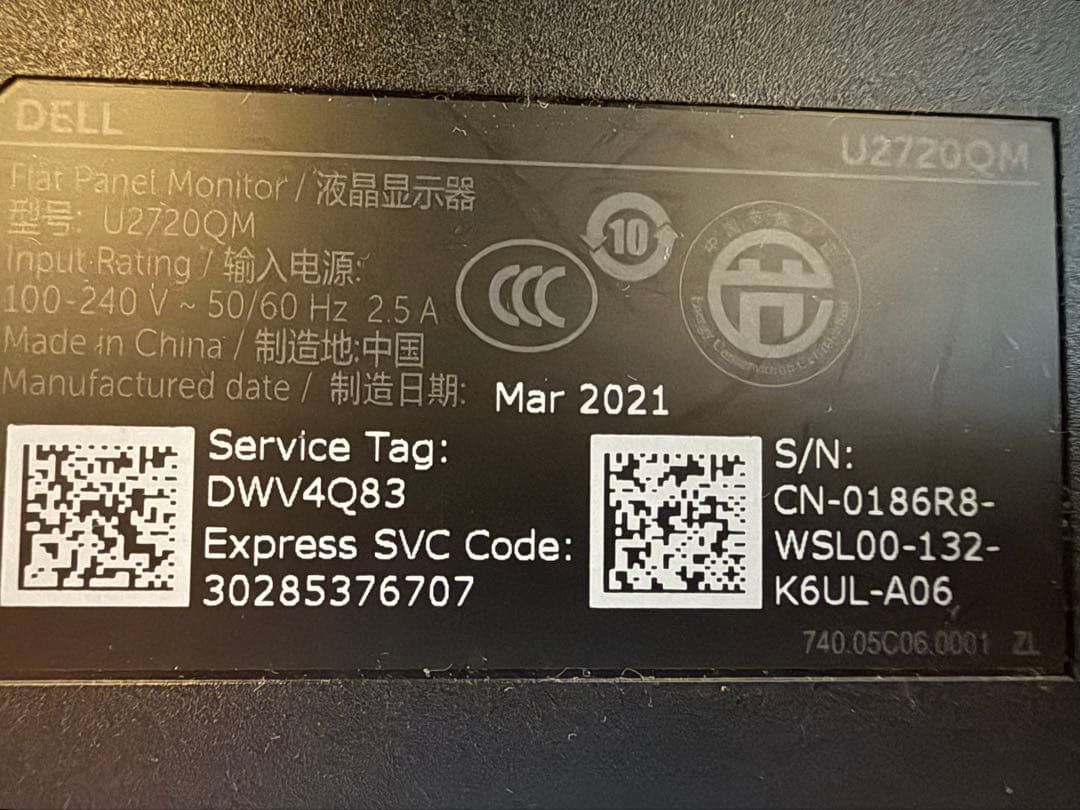 DELL
U2720QM
Flat Panel Monitor / 液晶显示器
型号: U2720QM
Input Rating / 输入电源:
100-240 V ~ 50/60 Hz 2.5 A
Made in China / 制造地:中国
Manufactured date / 制造日期: Mar 2021
10
CCC
Service Tag:
DWV4Q83
Express SVC Code:
30285376707
S/N:
CN-0186R8-
WSL00-132-
K6UL-A06
740.05C06.0001 ZL